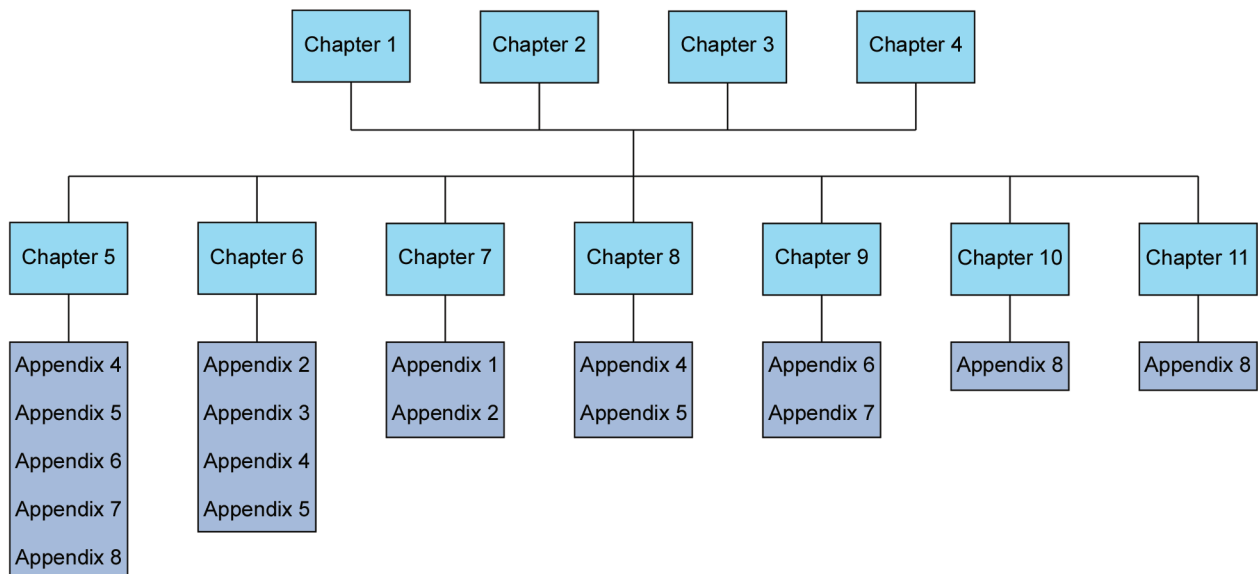 Chapter 1
Chapter 2
Chapter 3
Chapter 4
Chapter 5
Chapter 6
Chapter 7
Chapter 8
Chapter 9
Chapter 10
Chapter 11
Appendix 4
Appendix 5
Appendix 6
Appendix 7
Appendix 8
Appendix 2
Appendix 3
Appendix 4
Appendix 5
Appendix 1
Appendix 2
Appendix 4
Appendix 5
Appendix 6
Appendix 7
Appendix 8
Appendix 8